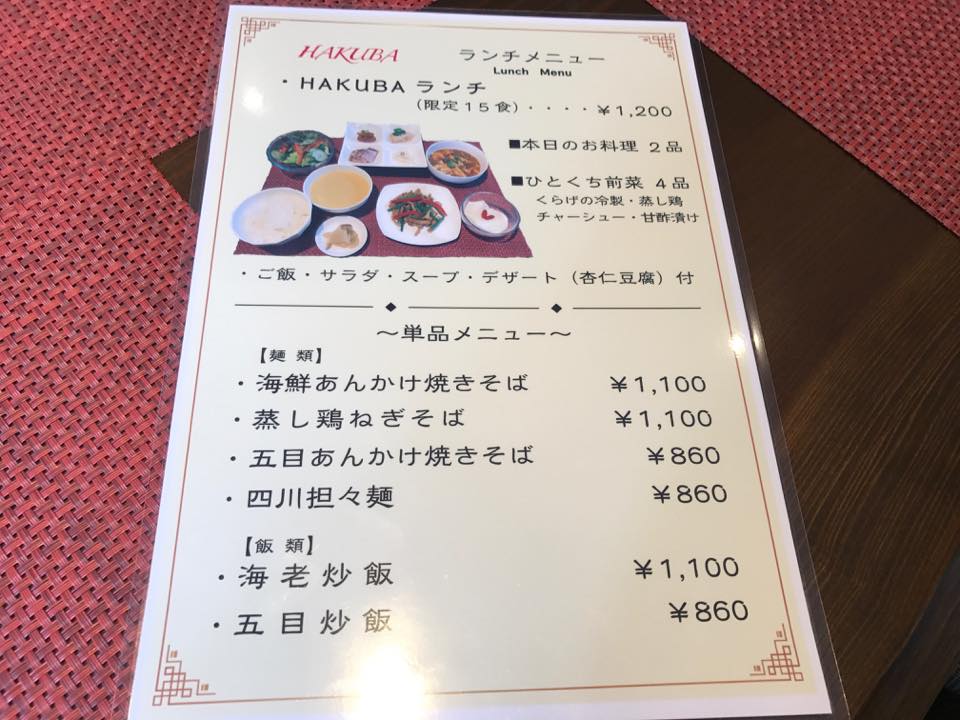 HAKUBA ランチメニュー
Lunch Menu
・HAKUBA ランチ
(限定15食)・・・・¥1,200
■本日のお料理 2品
■ひとくち前菜 4品
くらげの冷製・蒸し鶏
チャーシュー・甘酢漬け
・ご飯・サラダ・スープ・デザート(杏仁豆腐)付
～単品メニュー～
【麺 類】
・海鮮あんかけ焼きそば ¥1,100
・蒸し鶏ねぎそば ¥1,100
・五目あんかけ焼きそば ¥860
・四川担々麺 ¥860
【飯 類】
・海老炒飯 ¥1,100
・五目炒飯 ¥860